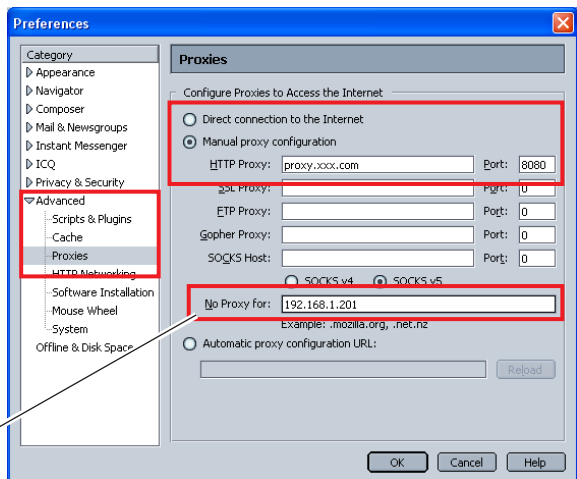 Preferences
Category
Appearance
Navigator
Composer
Mail & Newsgroups
Instant Messenger
ICQ
Privacy & Security
Advanced
Scripts & Plugins
Cache
Proxies
HTTP Networking
Software Installation
Mouse Wheel
System
Offline & Disk Space
Proxies
Configure Proxies to Access the Internet
Direct connection to the Internet
Manual proxy configuration
HTTP Proxy: proxy.xxx.com Port: 8080
SSL Proxy: Port: 0
FTP Proxy: Port: 0
Gopher Proxy: Port: 0
SOCKS Host: Port: 0
SOCKS v4 SOCKS v5
No Proxy for: 192.168.1.201
Example: .mozilla.org, .net.nz
Automatic proxy configuration URL:
Reload
OK Cancel Help